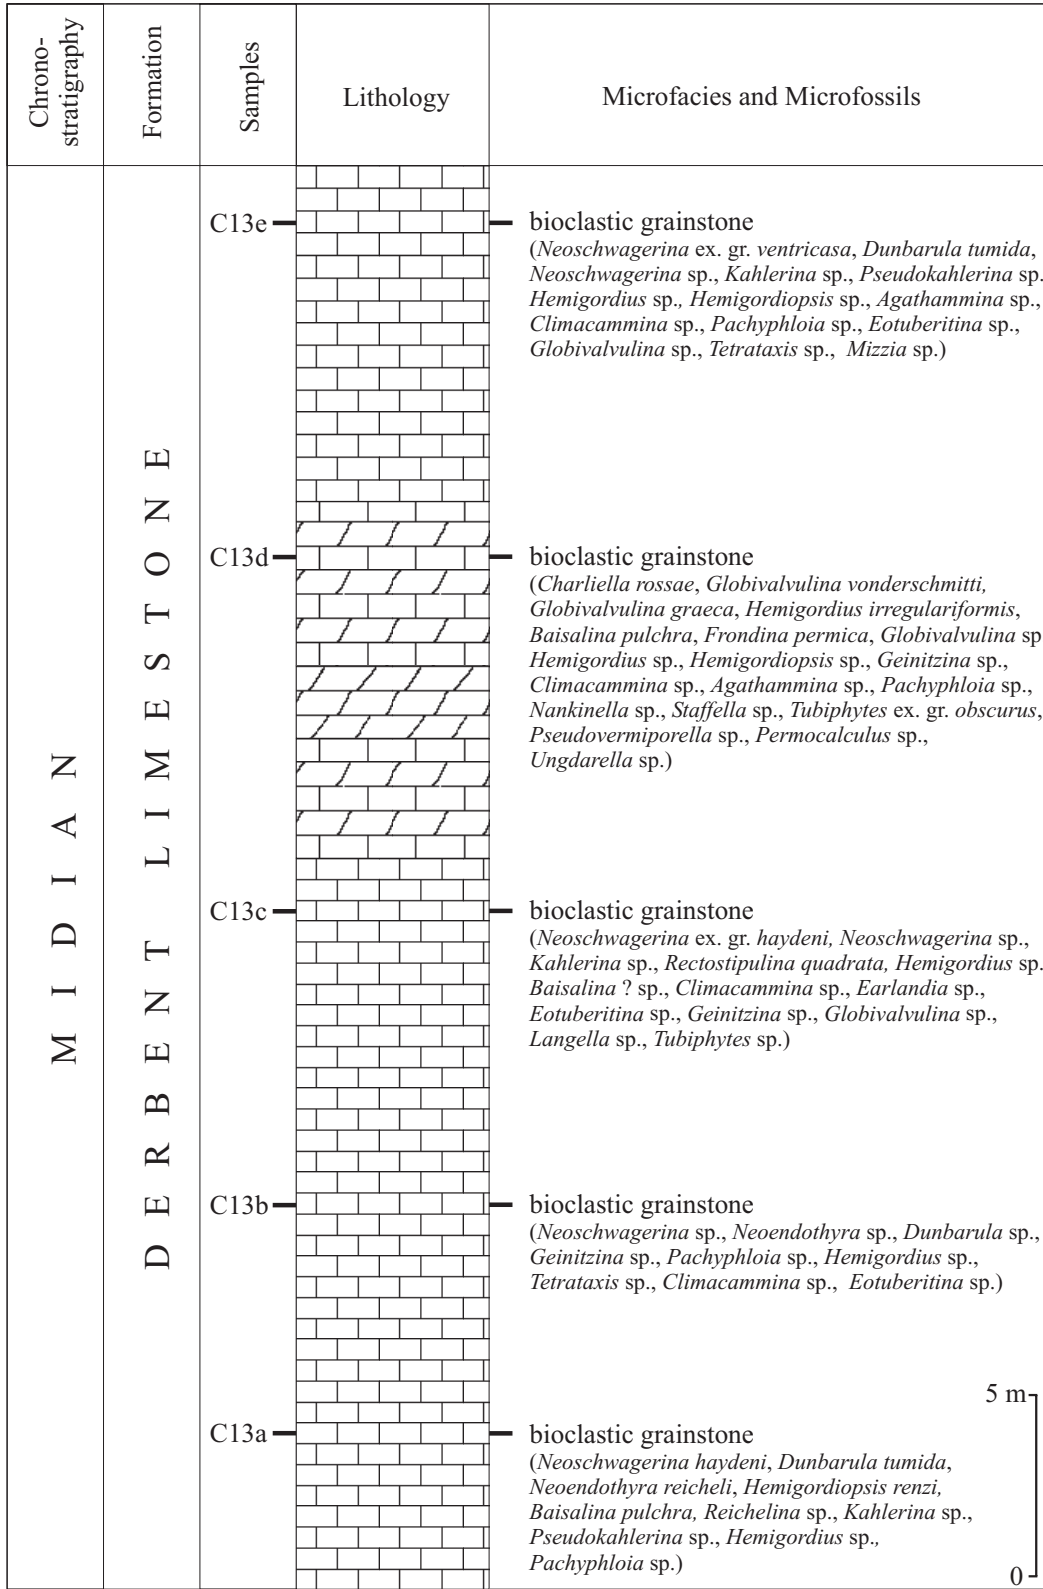 Chrono-
stratigraphy
Formation
Samples
Lithology
Microfacies and Microfossils
MIDIAN
DERBENT LIMESTONE
C13e
bioclastic grainstone
(Neoschwagerina ex. gr. ventricasa, Dunbarula tumida,
Neoschwagerina sp., Kahlerina sp., Pseudokahlerina sp.
Hemigordius sp., Hemigordiopsis sp., Agathammina sp.,
Climacammina sp., Pachyphloia sp., Eotuberitina sp.,
Globivalvulina sp., Tetrataxis sp., Mizzia sp.)
C13d
bioclastic grainstone
(Charliella rossae, Globivalvulina vonderschmitti,
Globivalvulina graeca, Hemigordius irregulariformis,
Baisalina pulchra, Frondina permica, Globivalvulina sp
Hemigordius sp., Hemigordiopsis sp., Geinitzina sp.,
Climacammina sp., Agathammina sp., Pachyphloia sp.,
Nankinella sp., Staffella sp., Tubiphytes ex. gr. obscurus,
Pseudovermiporella sp., Permocalculus sp.,
Ungdarella sp.)
C13c
bioclastic grainstone
(Neoschwagerina ex. gr. haydeni, Neoschwagerina sp.,
Kahlerina sp., Rectostipulina quadrata, Hemigordius sp.
Baisalina ? sp., Climacammina sp., Earlandia sp.,
Eotuberitina sp., Geinitzina sp., Globivalvulina sp.,
Langella sp., Tubiphytes sp.)
C13b
bioclastic grainstone
(Neoschwagerina sp., Neoendothyra sp., Dunbarula sp.,
Geinitzina sp., Pachyphloia sp., Hemigordius sp.,
Tetrataxis sp., Climacammina sp., Eotuberitina sp.)
C13a
bioclastic grainstone
(Neoschwagerina haydeni, Dunbarula tumida,
Neoendothyra reicheli, Hemigordiopsis renzi,
Baisalina pulchra, Reichelina sp., Kahlerina sp.,
Pseudokahlerina sp., Hemigordius sp.,
Pachyphloia sp.)
5 m
0